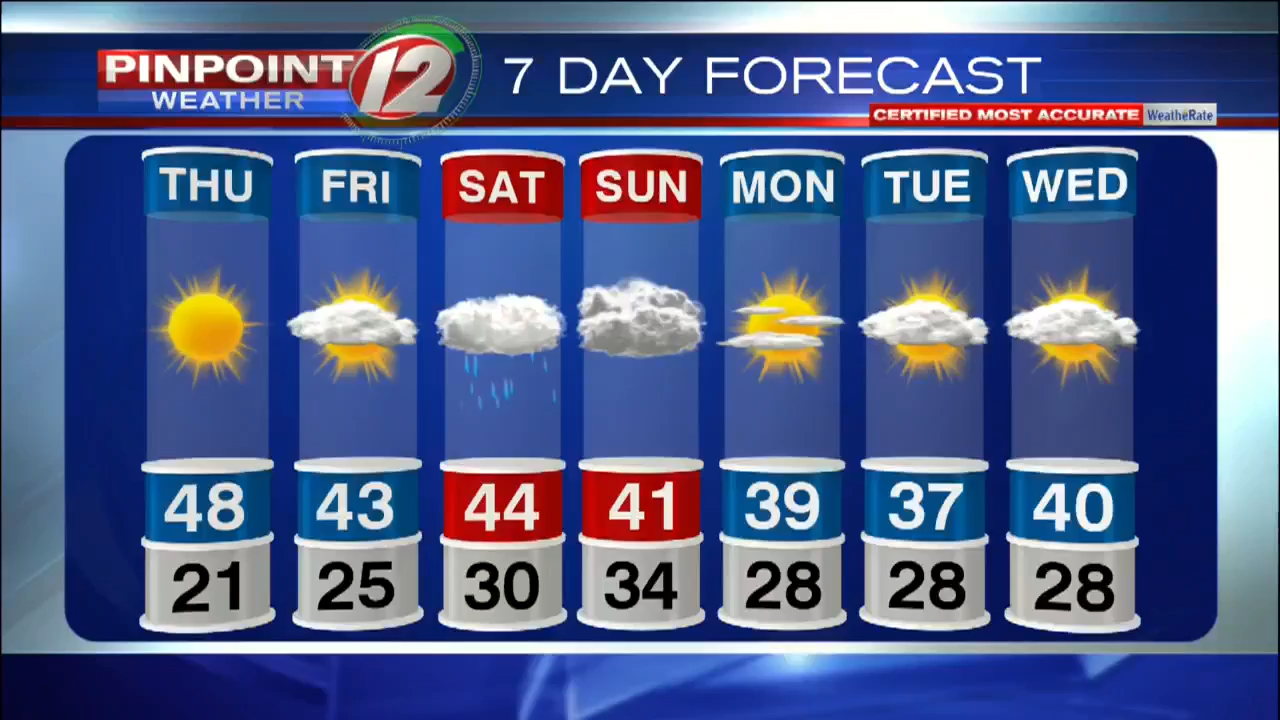 PINPOINT 12
WEATHER
7 DAY FORECAST
CERTIFIED MOST ACCURATE WeatheRate
THU FRI SAT SUN MON TUE WED
48 43 44 41 39 37 40
21 25 30 34 28 28 28